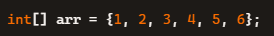 int[] arr = {1, 2, 3, 4, 5, 6};